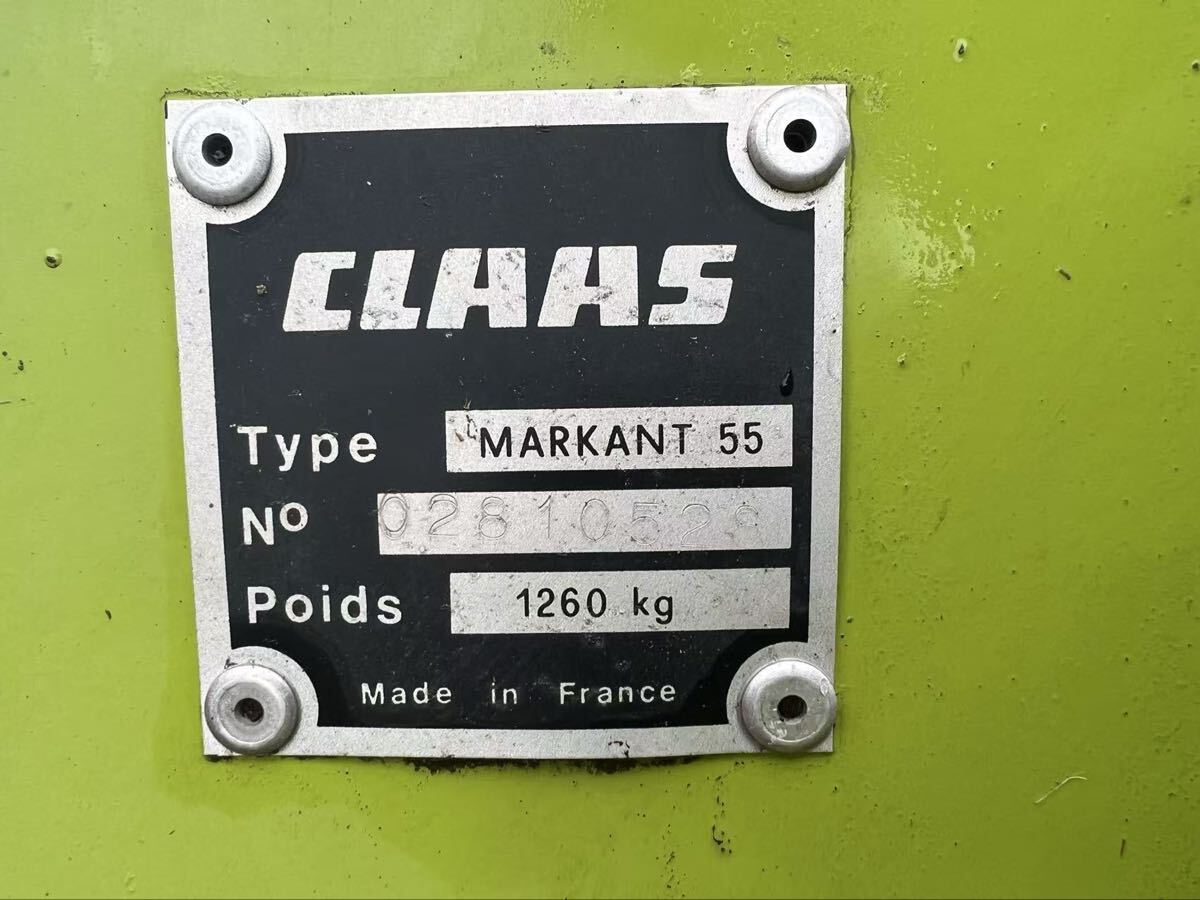 CLAAS
Type MARKANT 55
Nº
Poids 1260 kg
Made in France